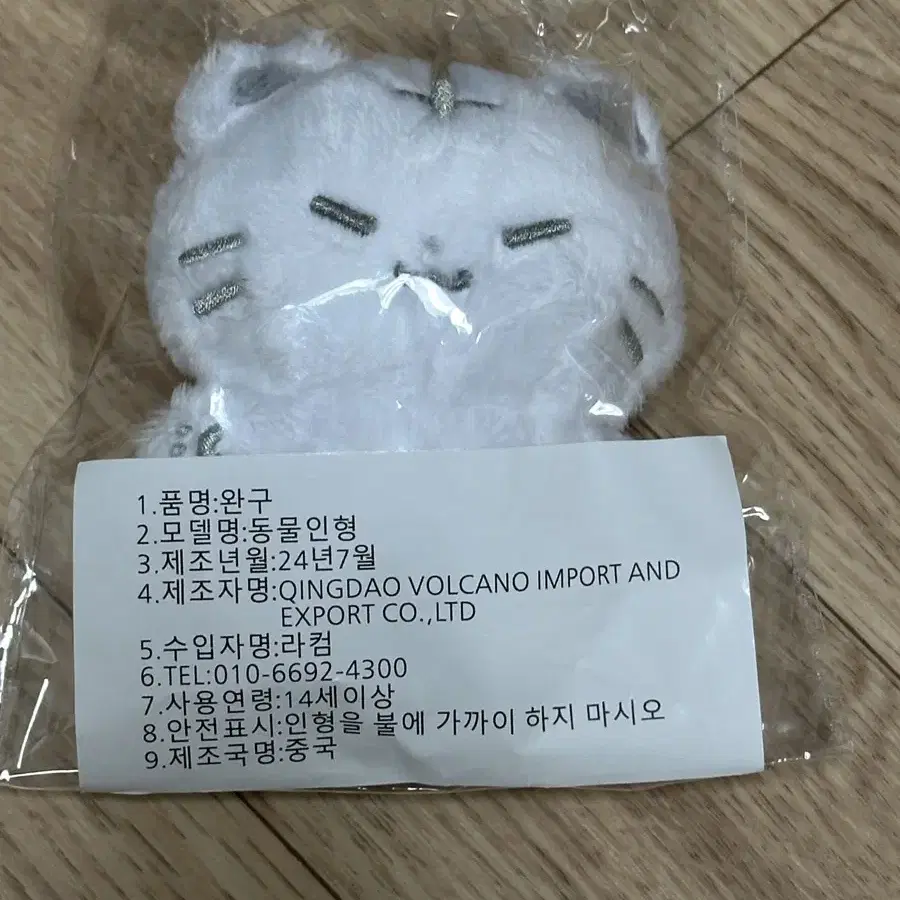 1.품명:완구
2.모델명:동물인형
3.제조년월:24년7월
4.제조자명:QINGDAO VOLCANO IMPORT AND
EXPORT CO.,LTD
5.수입자명:라컴
6.TEL:010-6692-4300
7.사용연령:14세이상
8.안전표시:인형을 불에 가까이 하지 마시오
9.제조국명:중국